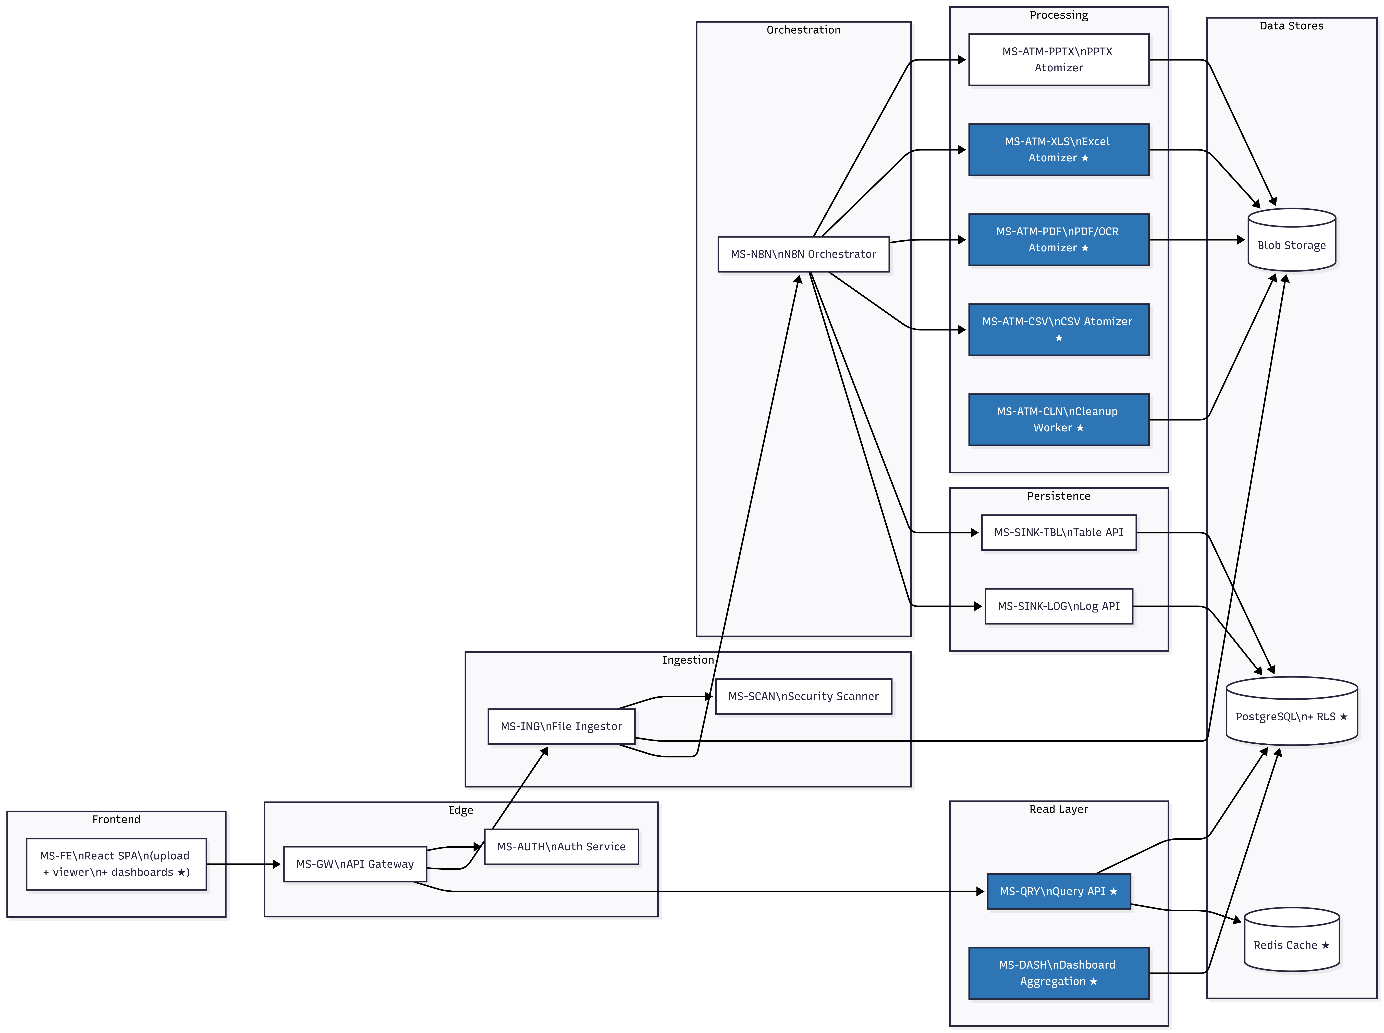 Orchestration
Processing
Data Stores
MS-ATM-PPTX\nPPTX
Atomizer
MS-ATM-XLS\nExcel
Atomizer ★
MS-ATM-PDF\nPDF/OCR
Atomizer ★
MS-ATM-CSV\nCSV Atomizer
★
MS-ATM-CLN\nCleanup
Worker ★
MS-N8N\nN8N Orchestrator
Blob Storage
Persistence
MS-SINK-TBL\nTable API
MS-SINK-LOG\nLog API
Ingestion
MS-SCAN\nSecurity Scanner
MS-ING\nFile Ingestor
PostgreSQL\n+ RLS ★
Frontend
MS-FE\nReact SPA\n(upload
+ viewer\n+ dashboards ★)
Edge
MS-GW\nAPI Gateway
MS-AUTH\nAuth Service
Read Layer
MS-QRY\nQuery API ★
MS-DASH\nDashboard
Aggregation ★
Redis Cache ★